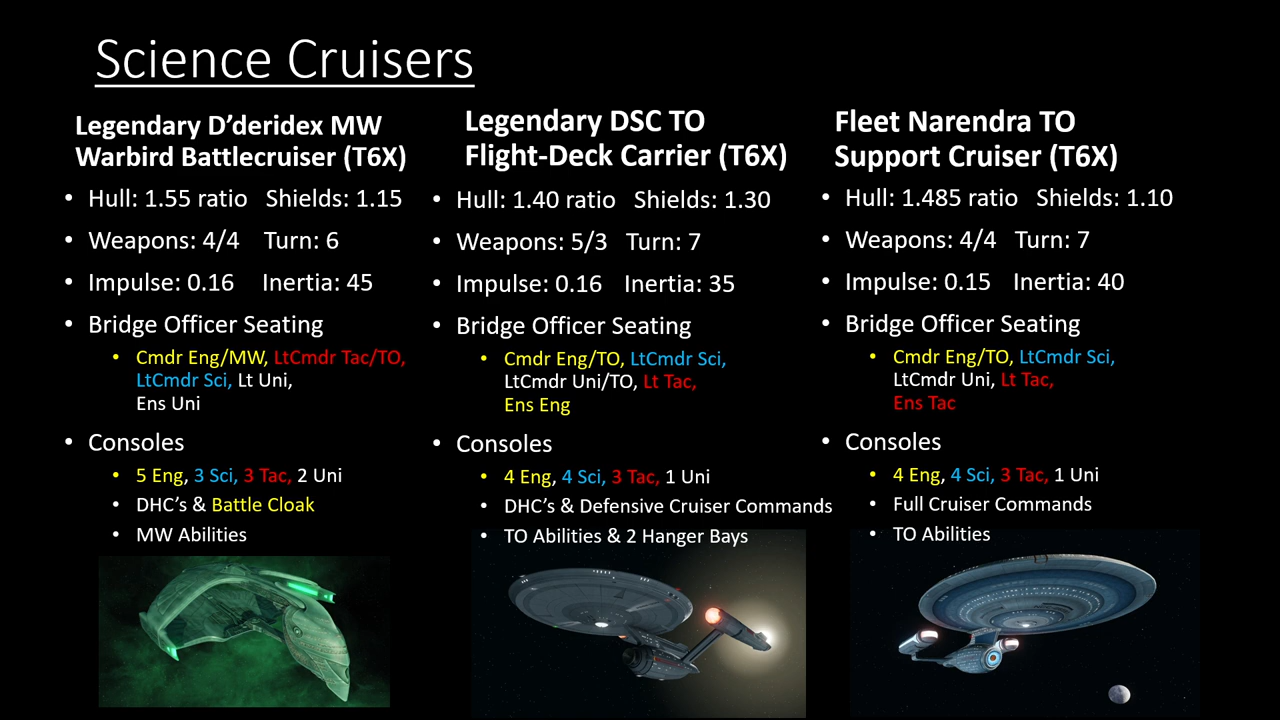 Science Cruisers
Legendary D’deridex MW
Warbird Battlecruiser (T6X)
• Hull: 1.55 ratio Shields: 1.15
• Weapons: 4/4 Turn: 6
• Impulse: 0.16 Inertia: 45
• Bridge Officer Seating
• Cmdr Eng/MW, LtCmdr Tac/TO,
LtCmdr Sci, Lt Uni,
Ens Uni
• Consoles
• 5 Eng, 3 Sci, 3 Tac, 2 Uni
• DHC’s & Battle Cloak
• MW Abilities
Legendary DSC TO
Flight-Deck Carrier (T6X)
• Hull: 1.40 ratio Shields: 1.30
• Weapons: 5/3 Turn: 7
• Impulse: 0.16 Inertia: 35
• Bridge Officer Seating
• Cmdr Eng/TO, LtCmdr Sci,
LtCmdr Uni/TO, Lt Tac,
Ens Eng
• Consoles
• 4 Eng, 4 Sci, 3 Tac, 1 Uni
• DHC’s & Defensive Cruiser Commands
• TO Abilities & 2 Hanger Bays
Fleet Narendra TO
Support Cruiser (T6X)
• Hull: 1.485 ratio Shields: 1.10
• Weapons: 4/4 Turn: 7
• Impulse: 0.15 Inertia: 40
• Bridge Officer Seating
• Cmdr Eng/TO, LtCmdr Sci,
LtCmdr Uni, Lt Tac,
Ens Tac
• Consoles
• 4 Eng, 4 Sci, 3 Tac, 1 Uni
• Full Cruiser Commands
• TO Abilities